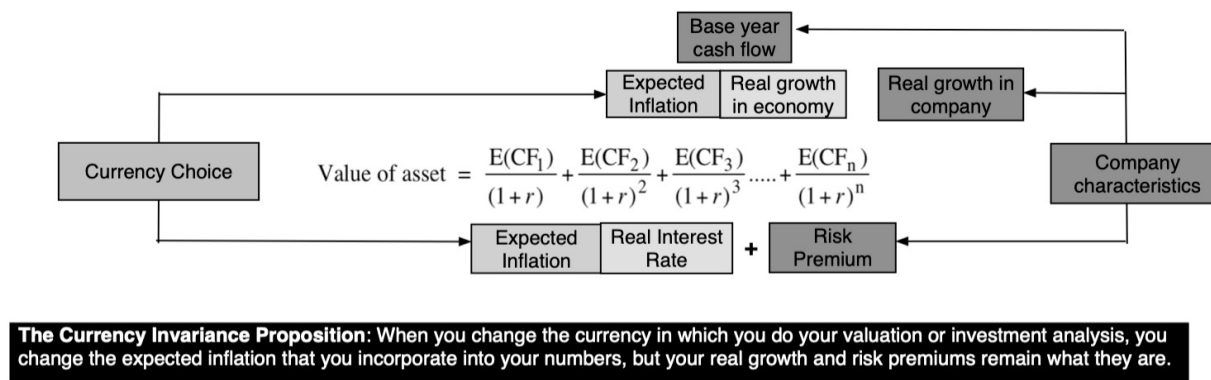 Base year
cash flow
Expected
Inflation
Real growth
in economy
Real growth in
company
Currency Choice
Value of asset = E(CF₁)/(1+r) + E(CF₂)/(1+r)² + E(CF₃)/(1+r)³ ..... + E(CFₙ)/(1+r)ⁿ
Company
characteristics
Expected
Inflation
Real Interest
Rate
+
Risk
Premium
The Currency Invariance Proposition: When you change the currency in which you do your valuation or investment analysis, you
change the expected inflation that you incorporate into your numbers, but your real growth and risk premiums remain what they are.